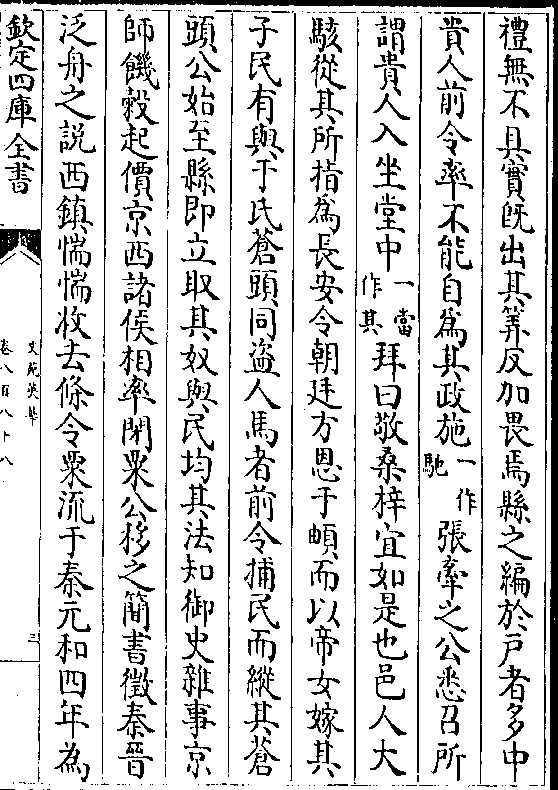 禮無不具實既出其筭反加畏焉縣之編於戸者多中
貴人前令率不能自爲其政施一作馳張牽之公悉召所
謂貴人入坐堂中一當作其拜曰敬桑梓宜如是也邑人大
駭從其所指爲長安令朝廷方恩于頔而以帝女嫁其
子民有與于氏蒼頭同盜人馬者前令捕民而縱其蒼
頭公始至縣即立取其奴與民均其法知御史雜事京
師饑穀起價京西諸侯相率閉粟公移之簡書徵秦晉
泛舟之説西鎮惴惴牧去條令粟流于秦元和四年為
欽定四庫全書
文苑英華
卷八百八十八
三